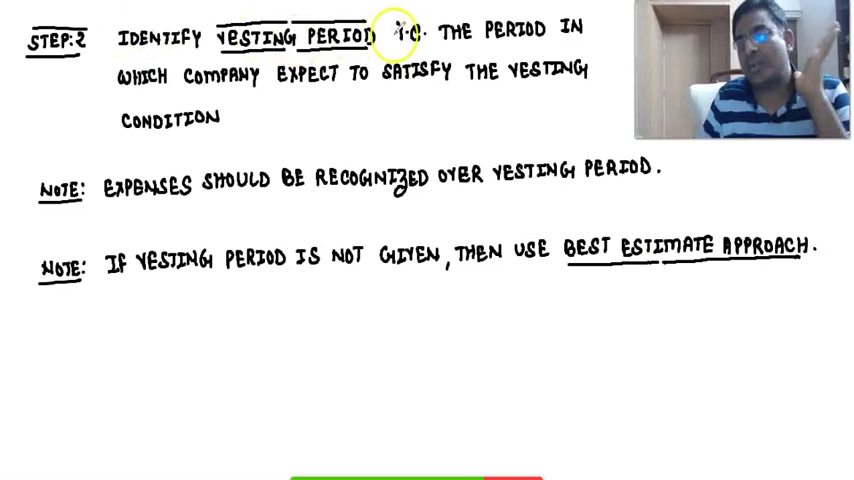 STEP:2 IDENTIFY VESTING PERIOD i.e. THE PERIOD IN
WHICH COMPANY EXPECT TO SATISFY THE VESTING
CONDITION
NOTE: EXPENSES SHOULD BE RECOGNIZED OVER VESTING PERIOD.
NOTE: IF VESTING PERIOD IS NOT GIVEN, THEN USE BEST ESTIMATE APPROACH.